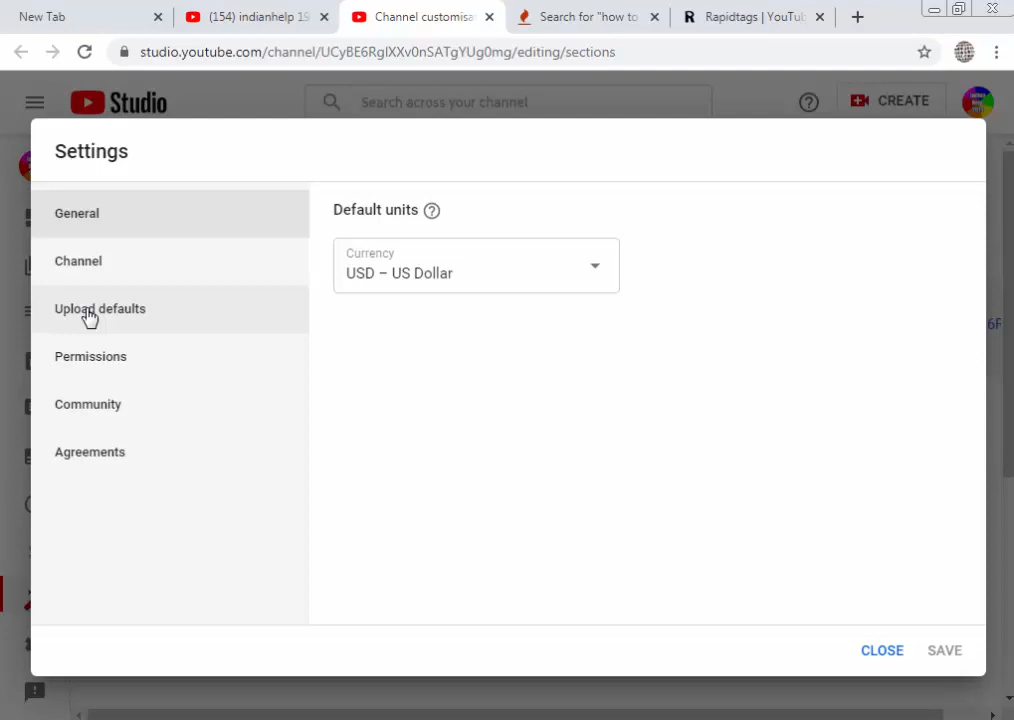 New Tab
(154) indianhelp 19
Channel customisa
Search for "how to
Rapidtags | YouTu
studio.youtube.com/channel/UCyBE6RglXXv0nSATgYUg0mg/editing/sections
Studio
Search across your channel
CREATE
Settings
General
Channel
Upload defaults
Permissions
Community
Agreements
Default units
Currency
USD – US Dollar
CLOSE
SAVE